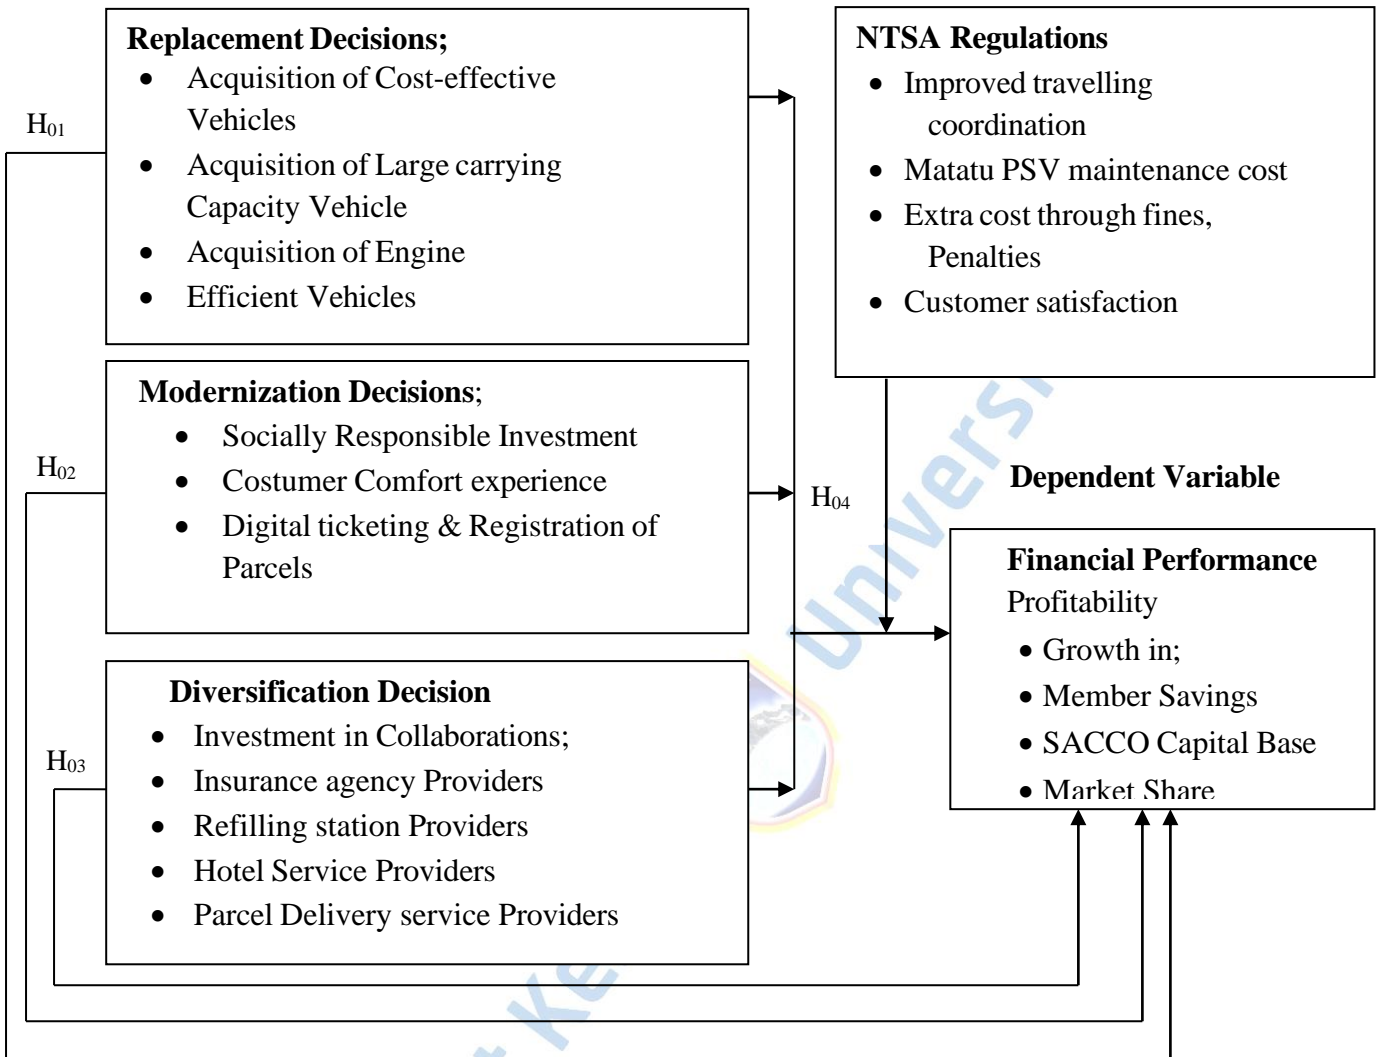 Replacement Decisions;
• Acquisition of Cost-effective
Vehicles
• Acquisition of Large carrying
Capacity Vehicle
• Acquisition of Engine
• Efficient Vehicles
H01
NTSA Regulations
• Improved travelling
coordination
• Matatu PSV maintenance cost
• Extra cost through fines,
Penalties
• Customer satisfaction
Modernization Decisions;
• Socially Responsible Investment
• Costumer Comfort experience
• Digital ticketing & Registration of
Parcels
H02
H04
Dependent Variable
Financial Performance
Profitability
• Growth in;
• Member Savings
• SACCO Capital Base
• Market Share
Diversification Decision
• Investment in Collaborations;
• Insurance agency Providers
• Refilling station Providers
• Hotel Service Providers
• Parcel Delivery service Providers
H03